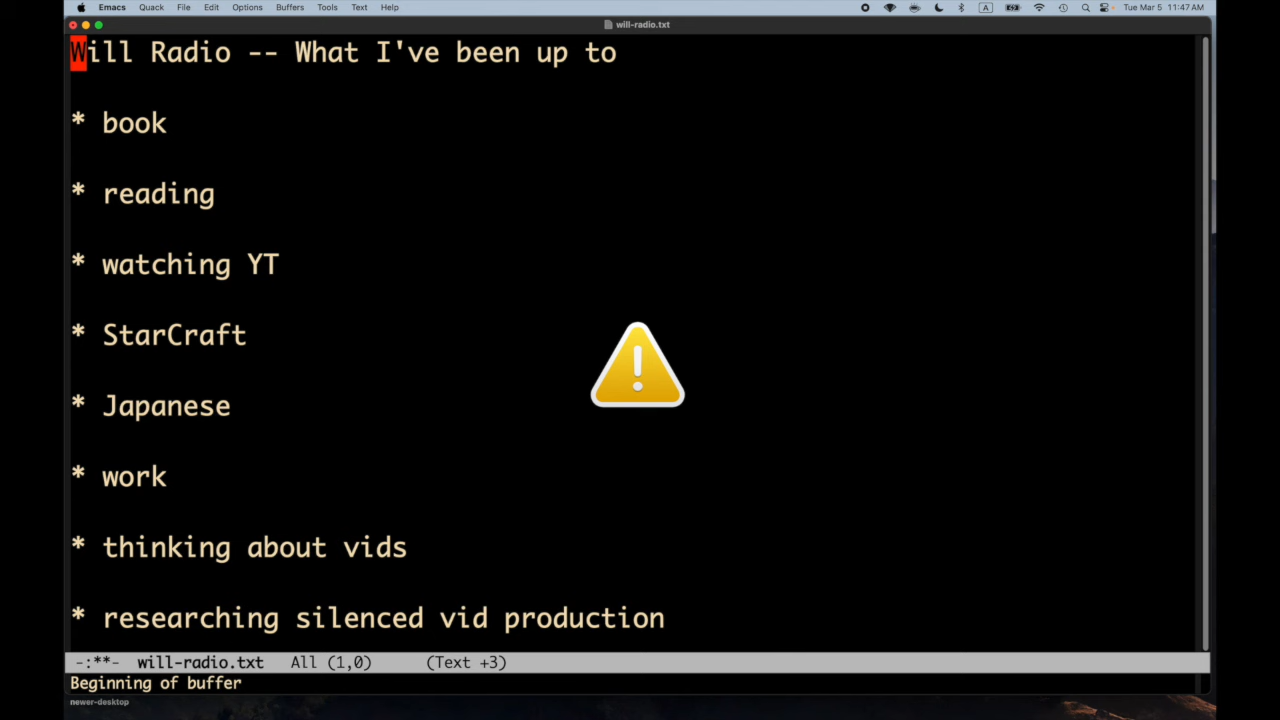 Emacs Quack File Edit Options Buffers Tools Text Help A Tue Mar 5 11:47 AM
will-radio.txt
Will Radio -- What I've been up to
* book
* reading
* watching YT
* StarCraft
* Japanese
* work
* thinking about vids
* researching silenced vid production
-:**- will-radio.txt All (1,0) (Text +3)
Beginning of buffer
newer-desktop